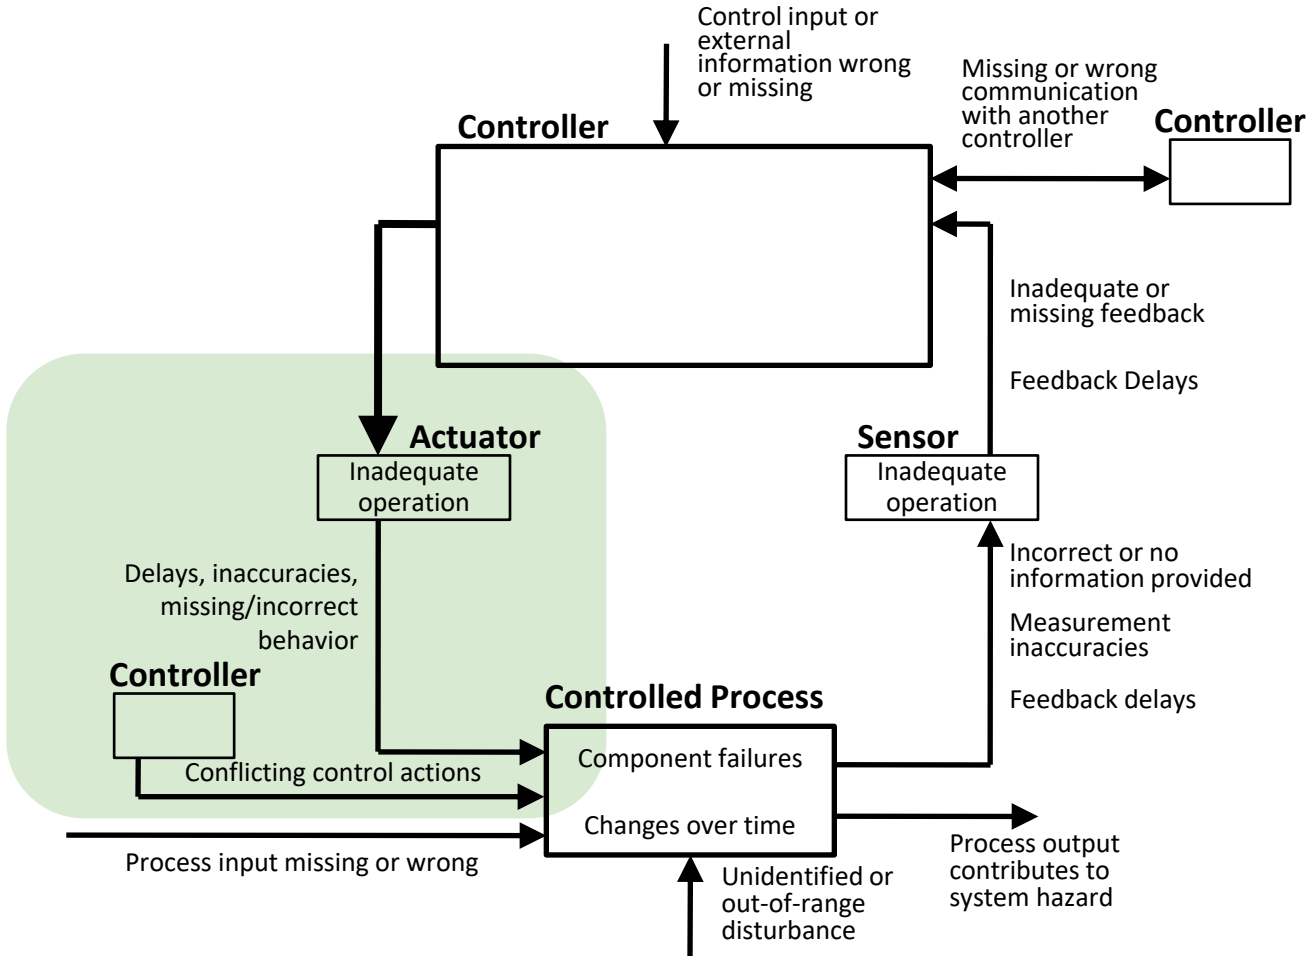 Control input or
external
information wrong
or missing
Missing or wrong
communication
with another
controller
Controller
Controller
Inadequate or
missing feedback
Feedback Delays
Actuator
Inadequate
operation
Sensor
Inadequate
operation
Delays, inaccuracies,
missing/incorrect
behavior
Incorrect or no
information provided
Measurement
inaccuracies
Feedback delays
Controller
Conflicting control actions
Controlled Process
Component failures
Changes over time
Process input missing or wrong
Unidentified or
out-of-range
disturbance
Process output
contributes to
system hazard